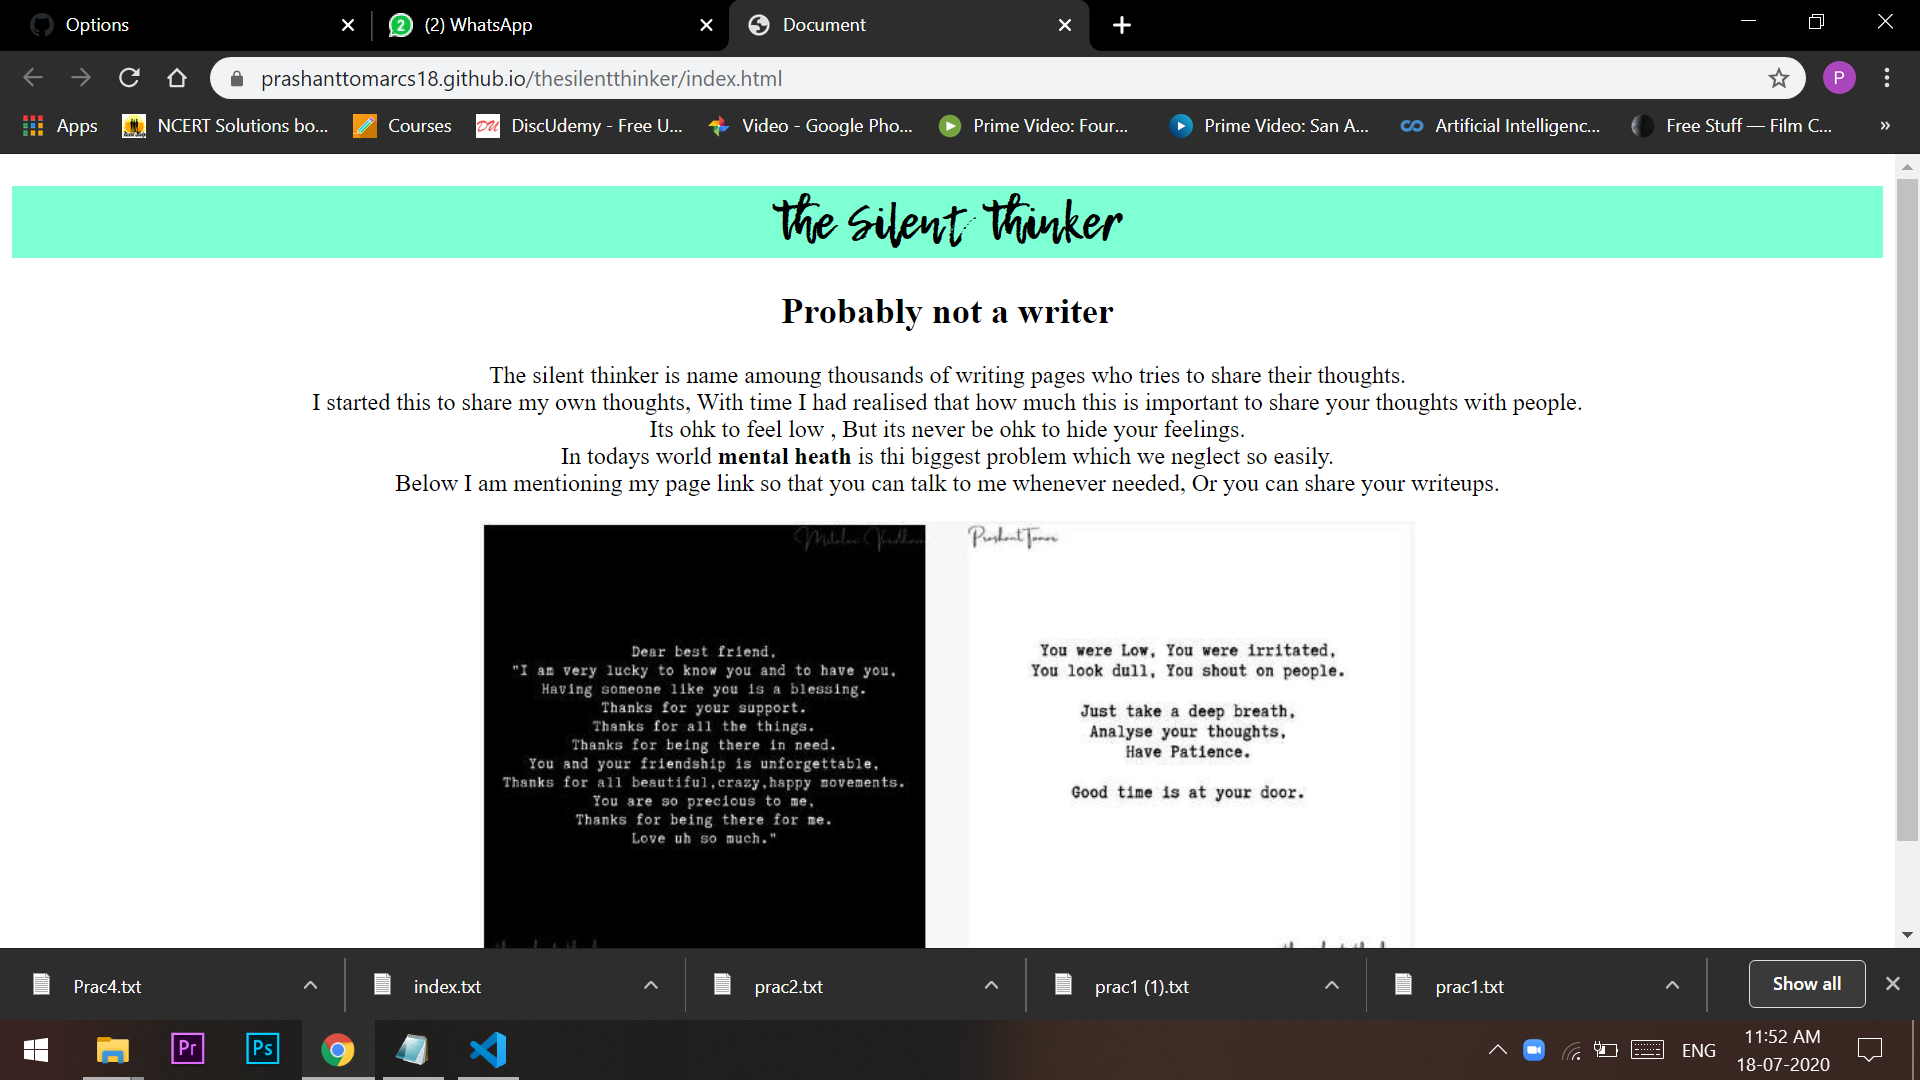 Options
(2) WhatsApp
Document
prashanttomarcs18.github.io/thesilentthinker/index.html
P
Apps
NCERT Solutions bo...
Courses
DU
DiscUdemy - Free U...
Video - Google Pho...
Prime Video: Four...
Prime Video: San A...
Artificial Intelligenc...
Free Stuff — Film C...
»
The Silent Thinker
Probably not a writer
The silent thinker is name amoung thousands of writing pages who tries to share their thoughts.
I started this to share my own thoughts, With time I had realised that how much this is important to share your thoughts with people.
Its ohk to feel low , But its never be ohk to hide your feelings.
In todays world mental heath is thi biggest problem which we neglect so easily.
Below I am mentioning my page link so that you can talk to me whenever needed, Or you can share your writeups.
Dear best friend,
"I am very lucky to know you and to have you,
Having someone like you is a blessing.
Thanks for your support.
Thanks for all the things.
Thanks for being there in need.
You and your friendship is unforgettable,
Thanks for all beautiful,crazy,happy movements.
You are so precious to me,
Thanks for being there for me.
Love uh so much."
Prashant Tomar
You were Low, You were irritated,
You look dull, You shout on people.
Just take a deep breath,
Analyse your thoughts,
Have Patience.
Good time is at your door.
Prac4.txt
index.txt
prac2.txt
prac1 (1).txt
prac1.txt
Show all
Pr
Ps
ENG
11:52 AM
18-07-2020